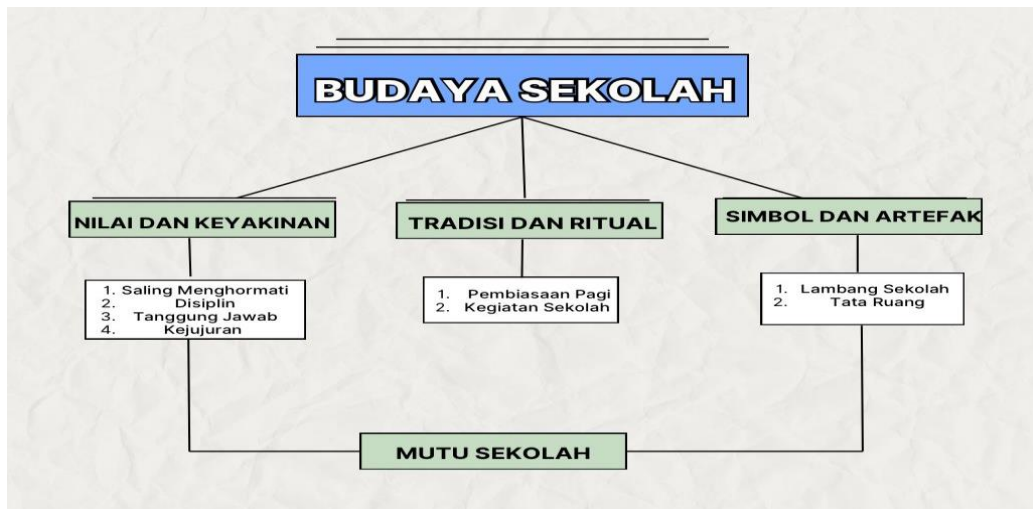 BUDAYA SEKOLAH
NILAI DAN KEYAKINAN
1. Saling Menghormati
2. Disiplin
3. Tanggung Jawab
4. Kejujuran
TRADISI DAN RITUAL
1. Pembiasaan Pagi
2. Kegiatan Sekolah
SIMBOL DAN ARTEFAK
1. Lambang Sekolah
2. Tata Ruang
MUTU SEKOLAH